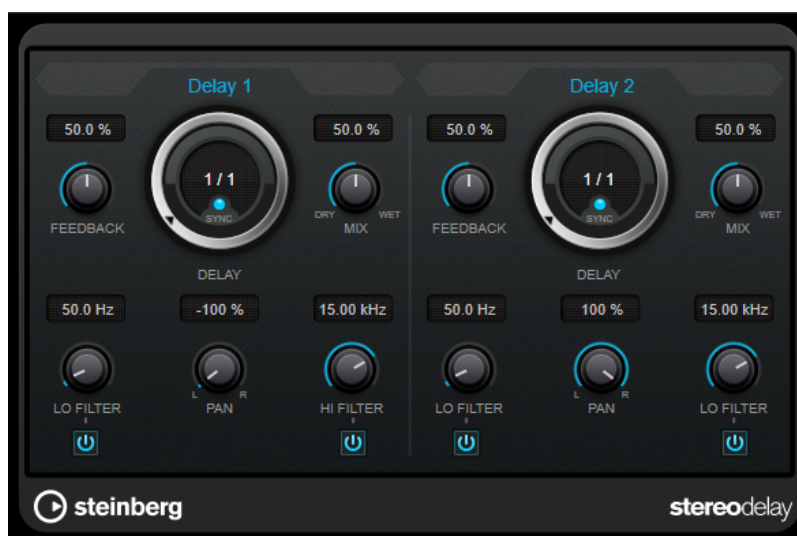 Delay 1
Delay 2
50.0 %
50.0 %
50.0 %
50.0 %
1 / 1
1 / 1
SYNC
SYNC
DRY WET
DRY WET
FEEDBACK
MIX
FEEDBACK
MIX
DELAY
DELAY
50.0 Hz
-100 %
15.00 kHz
50.0 Hz
100 %
15.00 kHz
L R
L R
LO FILTER
PAN
HI FILTER
LO FILTER
PAN
LO FILTER
steinberg
stereodelay